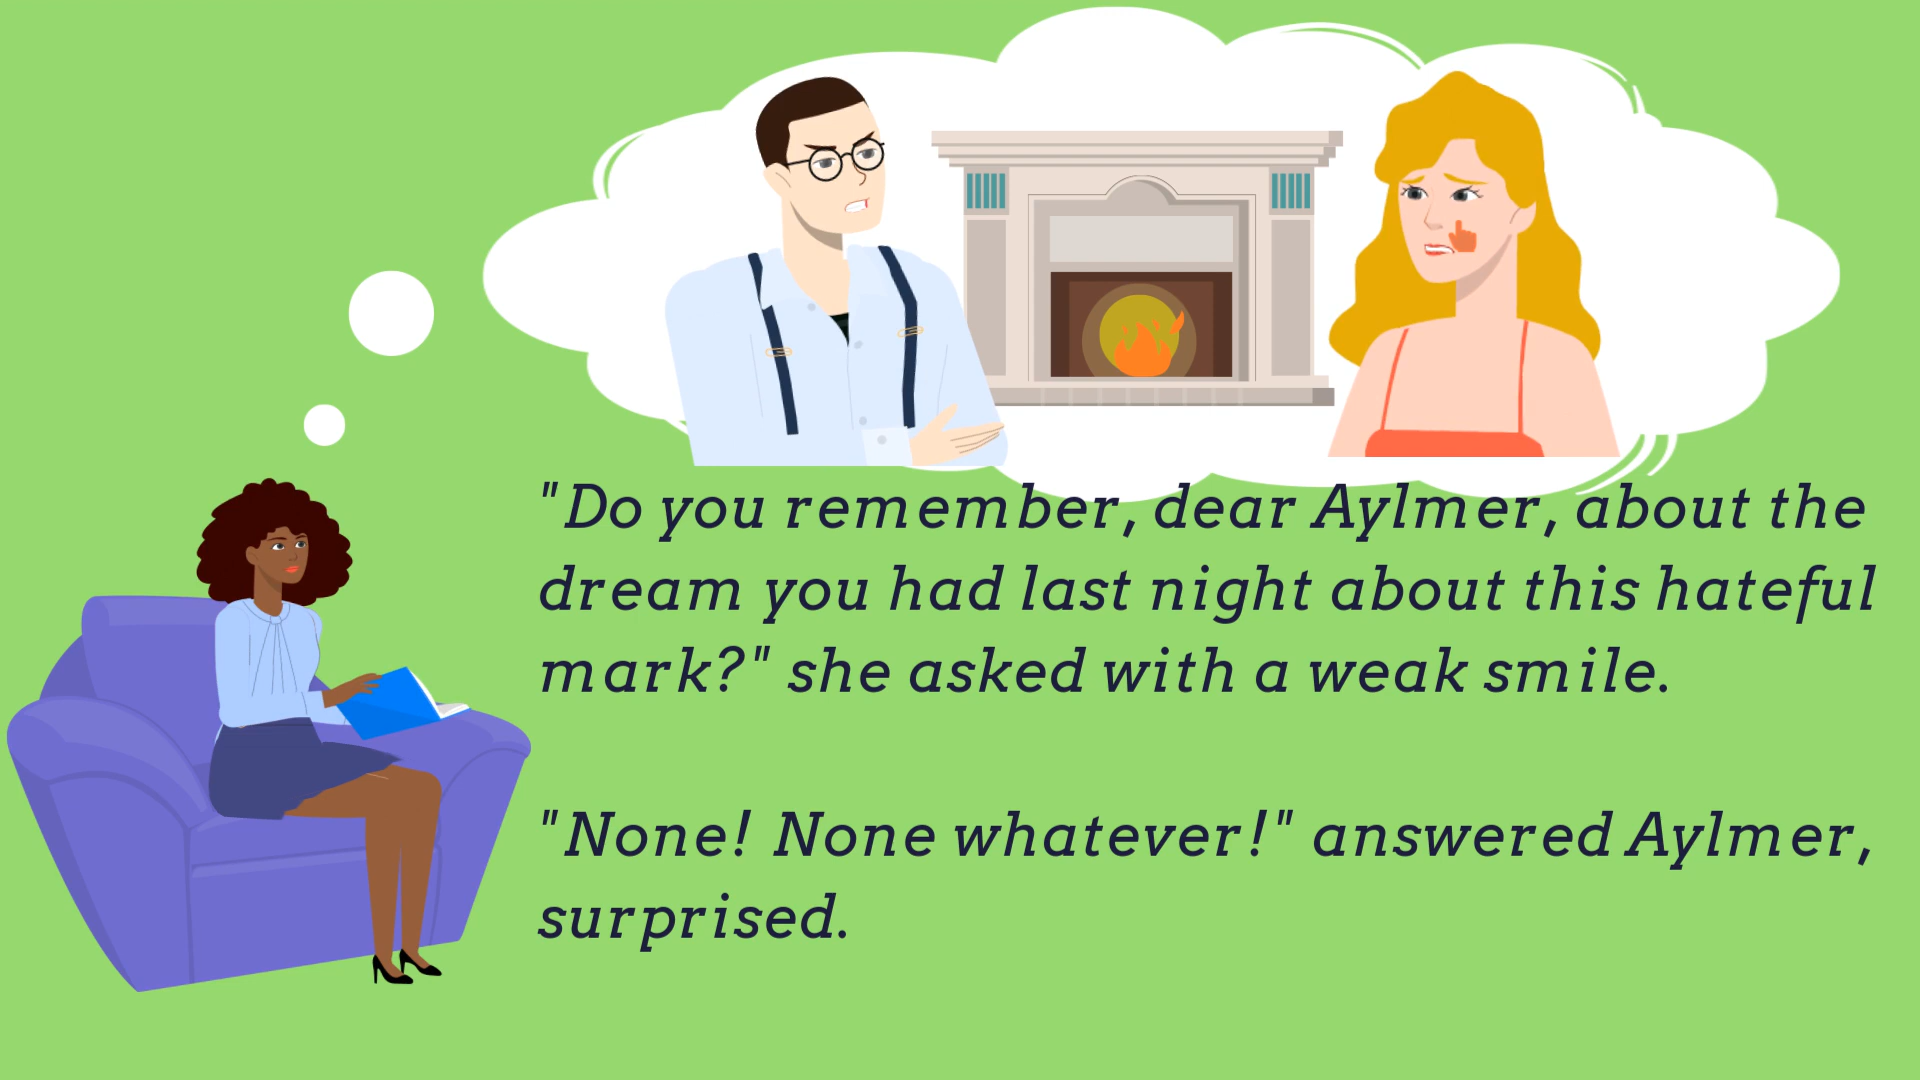 "Do you remember, dear Aylmer, about the
dream you had last night about this hateful
mark?" she asked with a weak smile.
"None! None whatever!" answered Aylmer,
surprised.